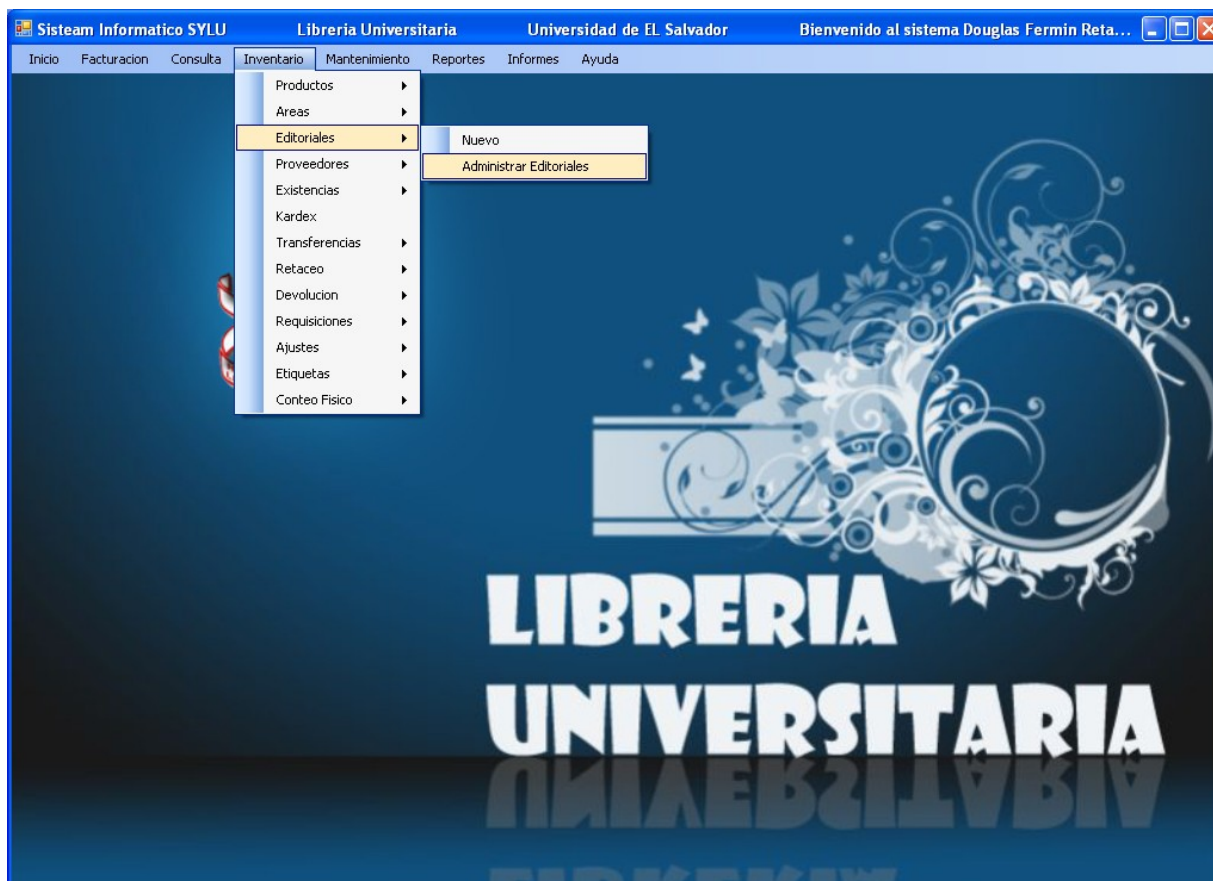 Sisteam Informatico SYLU Libreria Universitaria Universidad de EL Salvador Bienvenido al sistema Douglas Fermin Reta...
Inicio Facturacion Consulta Inventario Mantenimiento Reportes Informes Ayuda
Productos
Areas
Editoriales
Nuevo
Proveedores
Administrar Editoriales
Existencias
Kardex
Transferencias
Retaceo
Devolucion
Requisiciones
Ajustes
Etiquetas
Conteo Fisico
LIBRERIA
UNIVERSITARIA